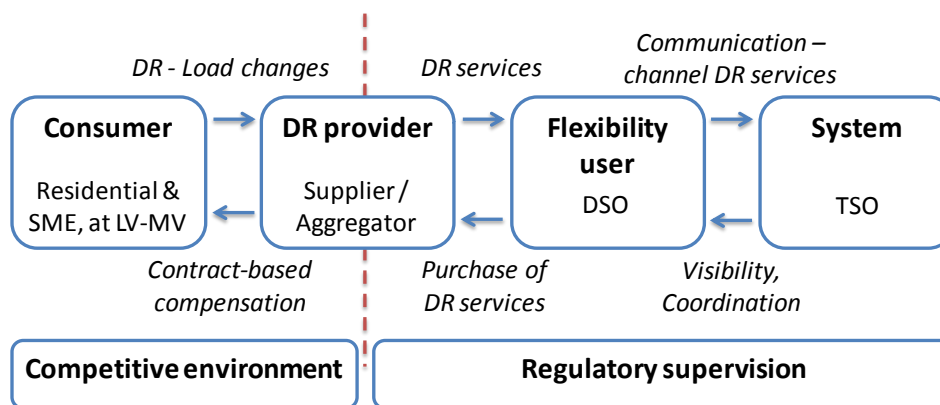 Communication –
channel DR services
DR - Load changes
DR services
Consumer
Residential &
SME, at LV-MV
DR provider
Supplier /
Aggregator
Flexibility
user
DSO
System
TSO
Contract-based
compensation
Purchase of
DR services
Visibility,
Coordination
Competitive environment
Regulatory supervision